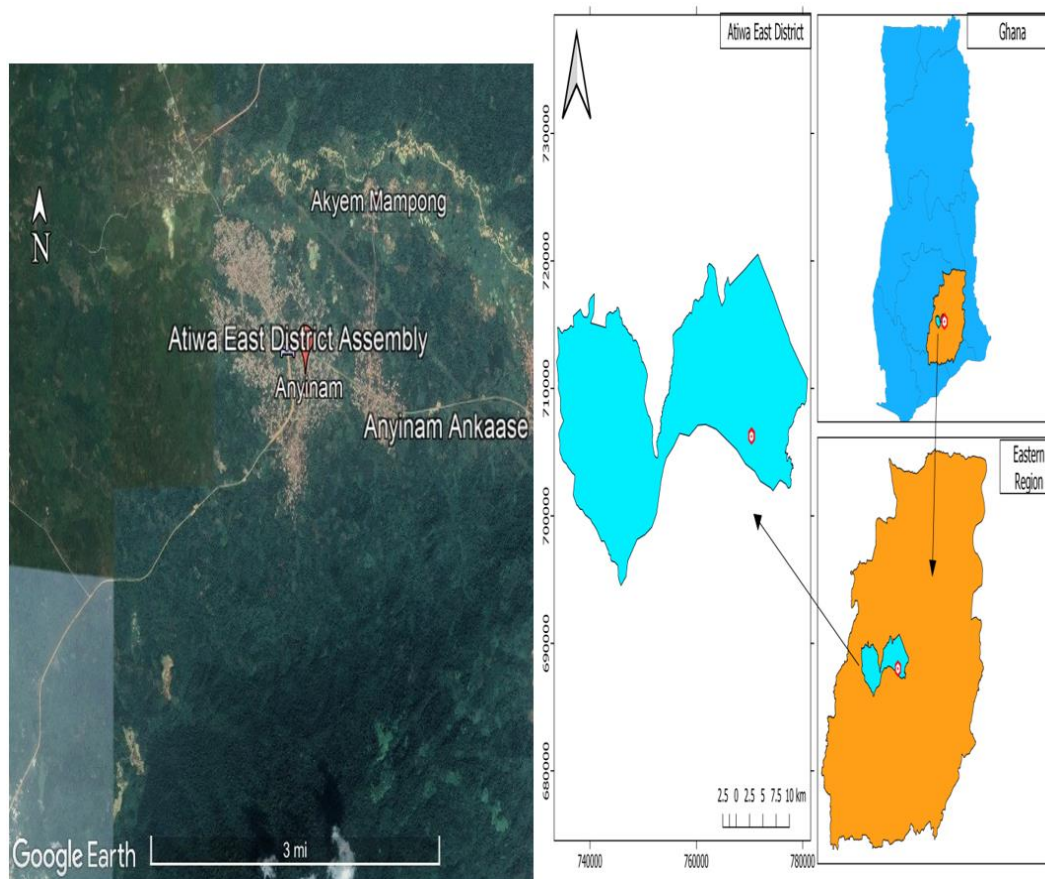 Akyem Mampong
N
Atiwa East District Assembly
Anyinam
Anyinam Ankaase
Google Earth
3 mi
Atiwa East District
730000
720000
710000
700000
690000
680000
2.5 0 2.5 5 7.5 10 km
740000
760000
780000
Ghana
Eastern
Region